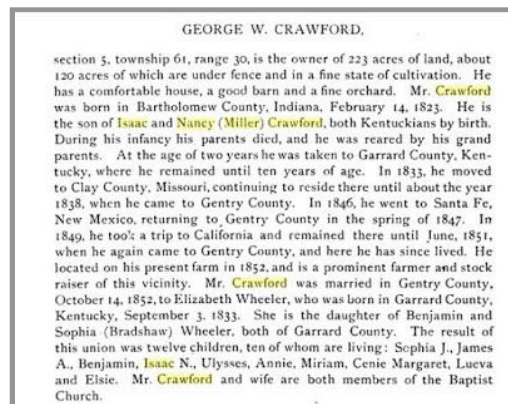 GEORGE W. CRAWFORD,
section 5, township 61, range 30, is the owner of 223 acres of land, about
120 acres of which are under fence and in a fine state of cultivation. He
has a comfortable house, a good barn and a fine orchard. Mr. Crawford
was born in Bartholomew County, Indiana, February 14, 1823. He is
the son of Isaac and Nancy (Miller) Crawford, both Kentuckians by birth.
During his infancy his parents died, and he was reared by his grand
parents. At the age of two years he was taken to Garrard County, Ken-
tucky, where he remained until ten years of age. In 1833, he moved
to Clay County, Missouri, continuing to reside there until about the year
1838, when he came to Gentry County. In 1846, he went to Santa Fe,
New Mexico, returning to Gentry County in the spring of 1847. In
1849, he took a trip to California and remained there until June, 1851,
when he again came to Gentry County, and here he has since lived. He
located on his present farm in 1852, and is a prominent farmer and stock
raiser of this vicinity. Mr. Crawford was married in Gentry County,
October 14, 1852, to Elizabeth Wheeler, who was born in Garrard County,
Kentucky, September 3. 1833. She is the daughter of Benjamin and
Sophia (Bradshaw) Wheeler, both of Garrard County. The result of
this union was twelve children, ten of whom are living: Sophia J., James
A., Benjamin, Isaac N., Ulysses, Annie, Miriam, Cenie Margaret, Lueva
and Elsie. Mr. Crawford and wife are both members of the Baptist
Church.